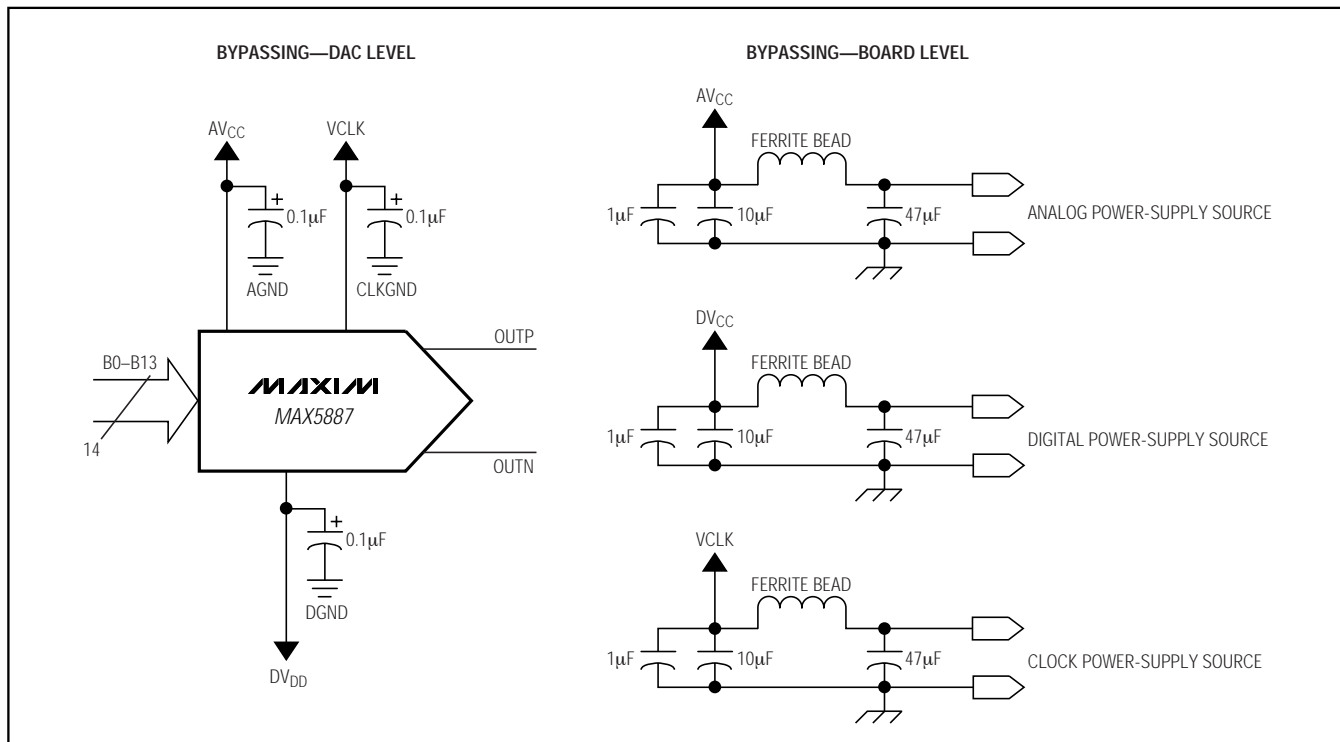 BYPASSING—DAC LEVEL
AVCC
VCLK
+
0.1µF
+
0.1µF
AGND
CLKGND
B0–B13
14
MAXIM
MAX5887
OUTP
OUTN
+
0.1µF
DGND
DVDD
BYPASSING—BOARD LEVEL
AVCC
FERRITE BEAD
1µF
10µF
47µF
ANALOG POWER-SUPPLY SOURCE
DVCC
FERRITE BEAD
1µF
10µF
47µF
DIGITAL POWER-SUPPLY SOURCE
VCLK
FERRITE BEAD
1µF
10µF
47µF
CLOCK POWER-SUPPLY SOURCE